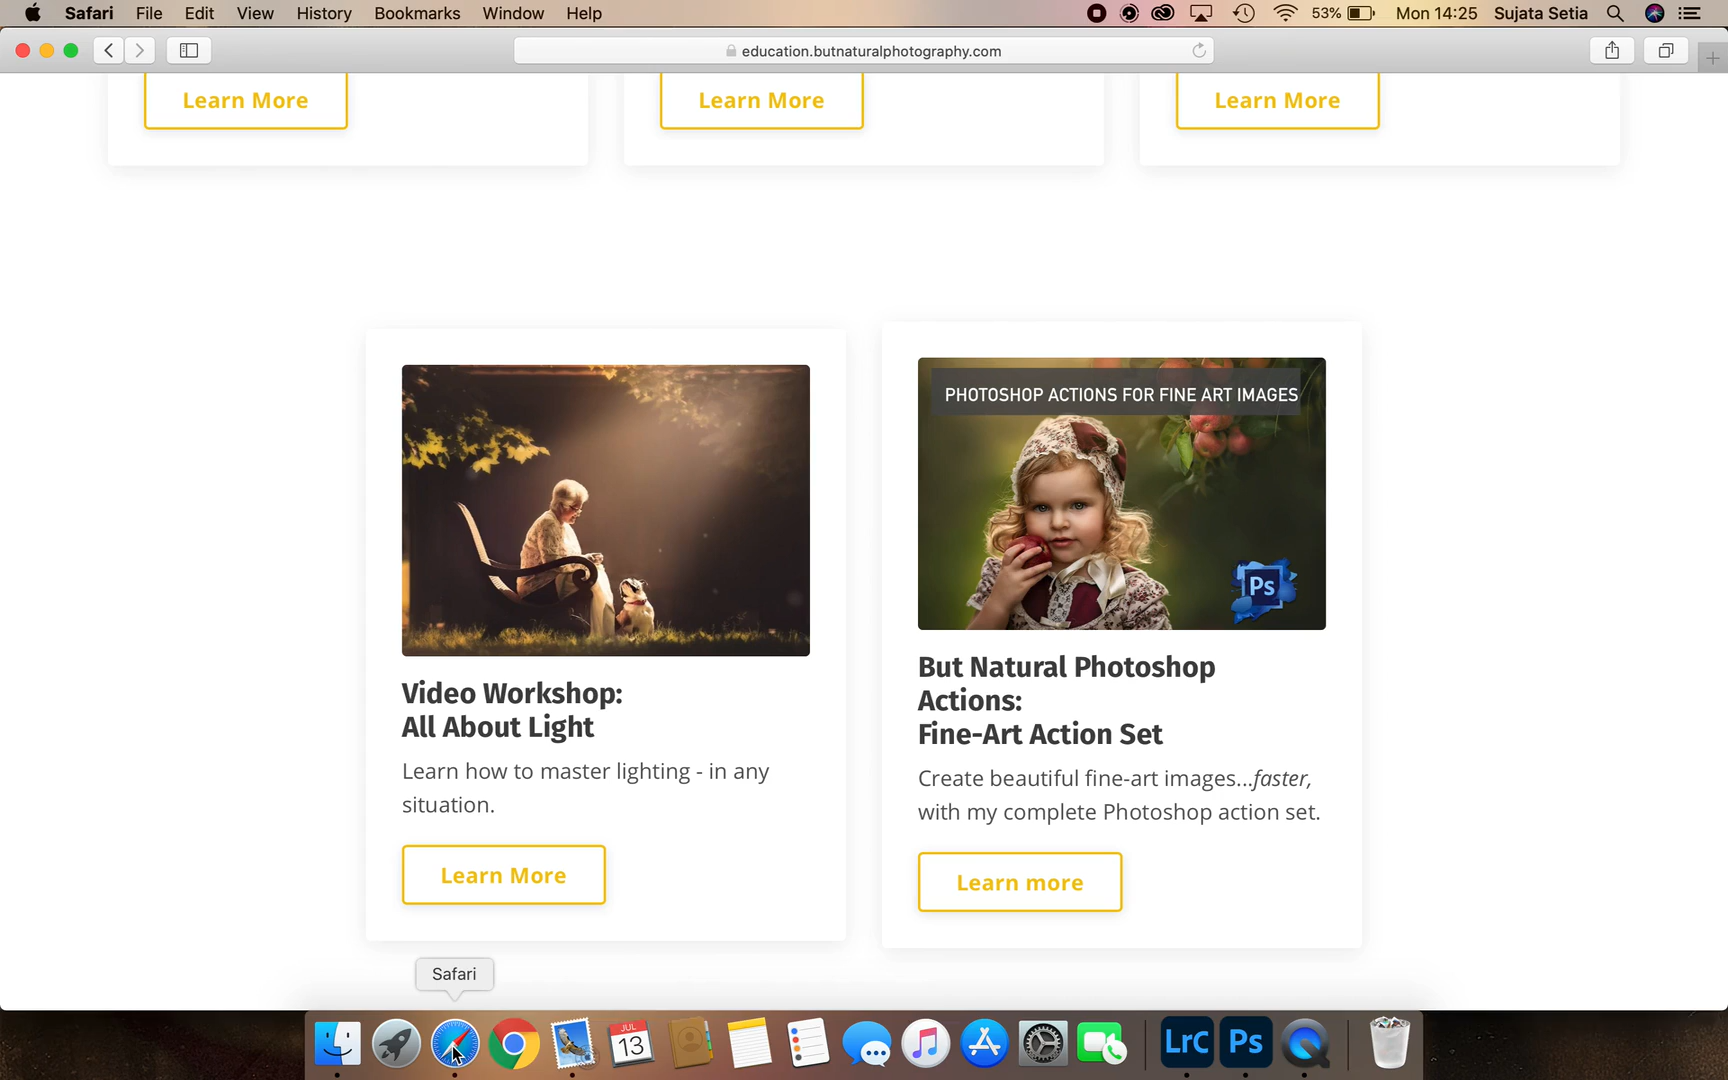 Safari File Edit View History Bookmarks Window Help 53% Mon 14:25 Sujata Setia
education.butnaturalphotography.com
Learn More Learn More Learn More
PHOTOSHOP ACTIONS FOR FINE ART IMAGES
Ps
Video Workshop:
All About Light
Learn how to master lighting - in any
situation.
Learn More
But Natural Photoshop
Actions:
Fine-Art Action Set
Create beautiful fine-art images...faster,
with my complete Photoshop action set.
Learn more
Safari
JUL
13
LrC Ps